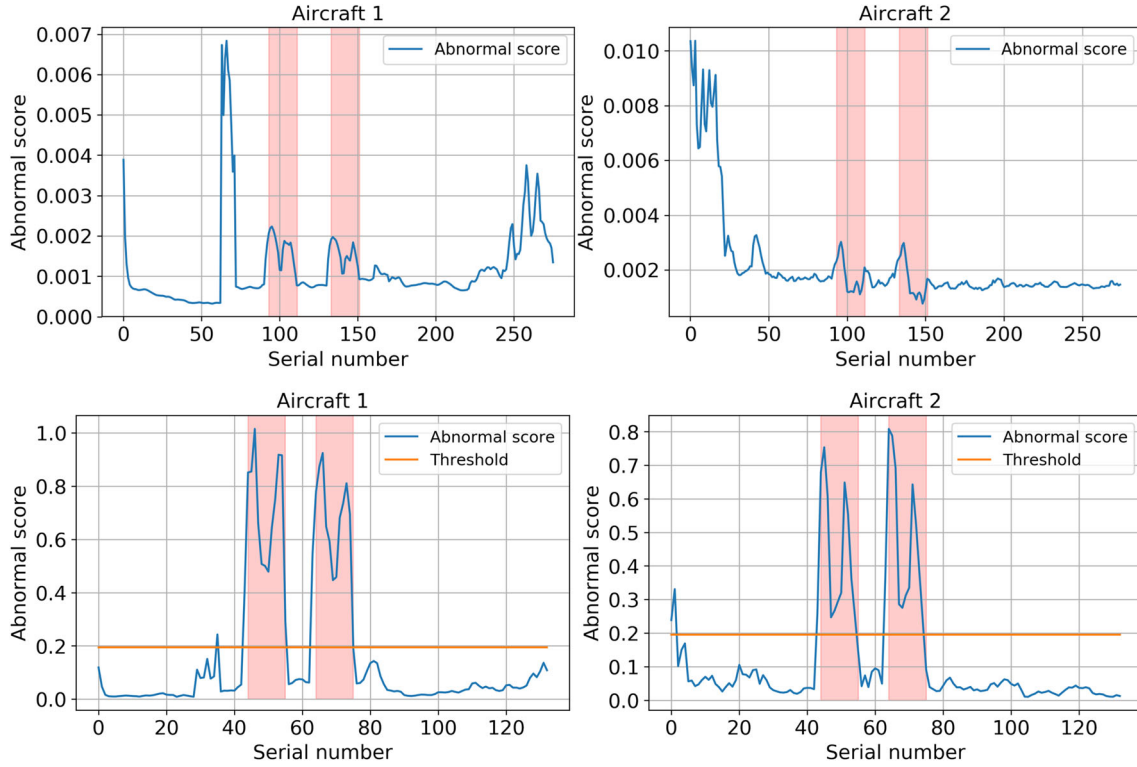 Aircraft 1
Abnormal score
0.007
0.006
0.005
0.004
0.003
0.002
0.001
0.000
Abnormal score
0 50 100 150 200 250
Serial number
Aircraft 2
Abnormal score
0.010
0.008
0.006
0.004
0.002
Abnormal score
0 50 100 150 200 250
Serial number
Aircraft 1
Abnormal score
Threshold
1.0
0.8
0.6
0.4
0.2
0.0
Abnormal score
0 20 40 60 80 100 120
Serial number
Aircraft 2
Abnormal score
Threshold
0.8
0.7
0.6
0.5
0.4
0.3
0.2
0.1
0.0
Abnormal score
0 20 40 60 80 100 120
Serial number